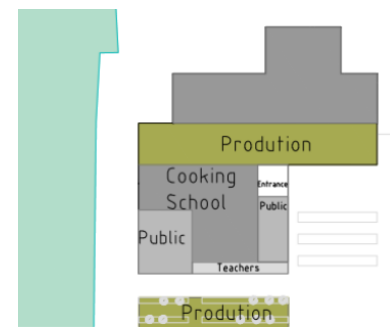 Prodution
Cooking
School
Entrance
Public
Public
Teachers
Prodution